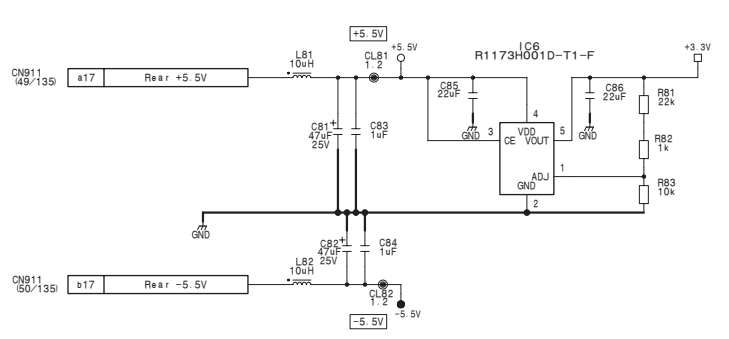 +5.5V
+5.5V
IC6
R1173H001D-T1-F
+3.3V
L81
10uH
CL81
1.2
CN911
(49/135)
a17
Rear +5.5V
C85
22uF
C86
22uF
R81
22k
4
C81
47uF
25V
+
C83
1uF
GND
3
VDD
CE VOUT
5
GND
R82
1k
ADJ
1
GND
R83
10k
2
GND
C82
47uF
25V
+
C84
1uF
L82
10uH
CN911
(50/135)
b17
Rear -5.5V
CL82
1.2
-5.5V
-5.5V